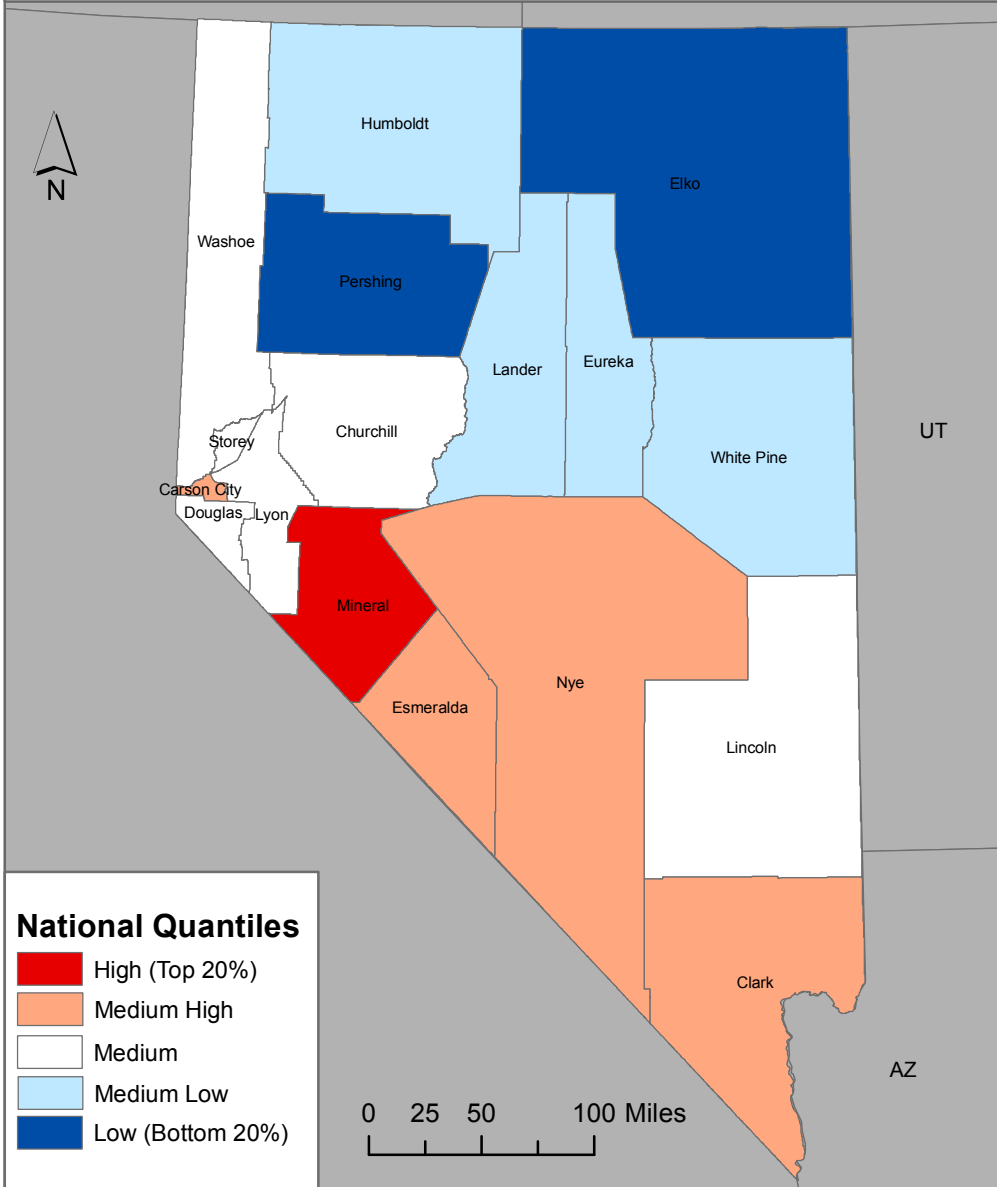 Humboldt
Elko
N
Washoe
Pershing
Eureka
Lander
UT
Churchill
Storey
White Pine
Carson City
Douglas
Lyon
Mineral
Nye
Esmeralda
Lincoln
National Quantiles
High (Top 20%)
Medium High
Medium
Medium Low
Low (Bottom 20%)
Clark
AZ
0 25 50 100 Miles